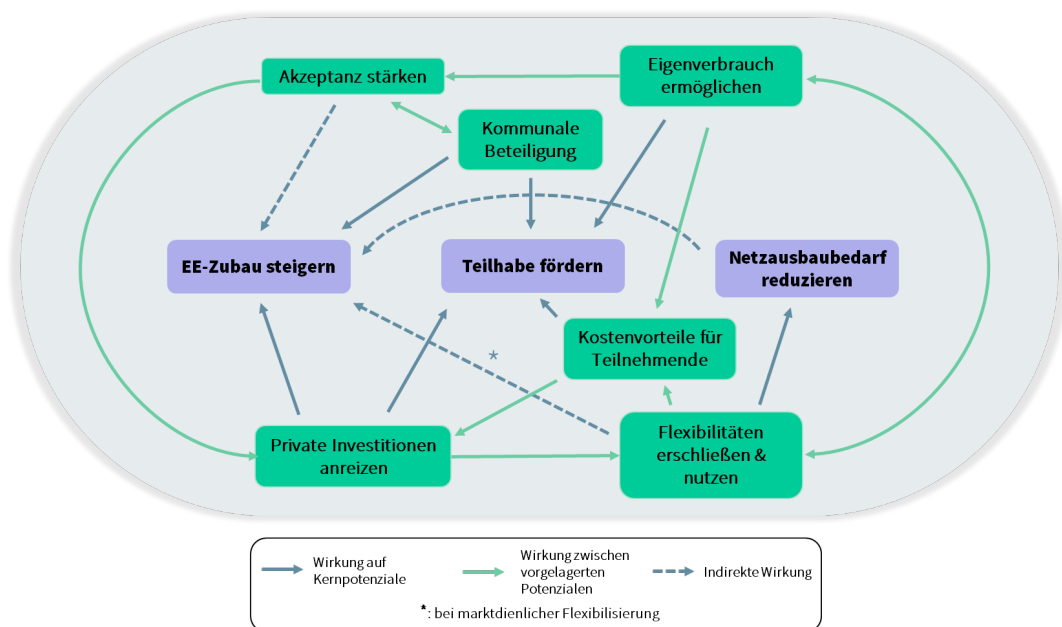 Akzeptanz stärken
Eigenverbrauch
ermöglichen
Kommunale
Beteiligung
EE-Zubau steigern
Teilhabe fördern
Netzausbaubedarf
reduzieren
*
Kostenvorteile für
Teilnehmende
Private Investitionen
anreizen
Flexibilitäten
erschließen &
nutzen
Wirkung auf
Kernpotenziale
Wirkung zwischen
vorgelagerten
Potenzialen
Indirekte Wirkung
*: bei marktdienlicher Flexibilisierung